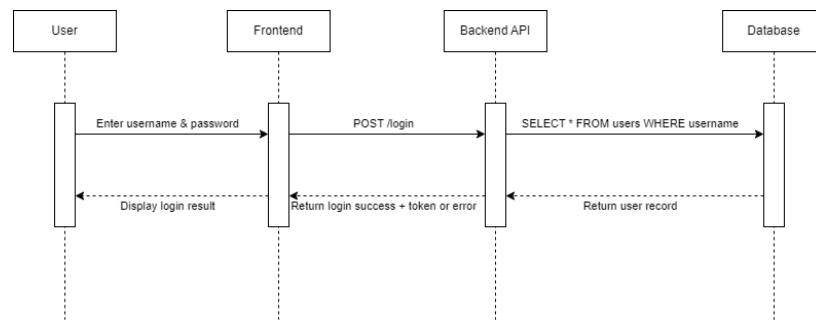 User
Frontend
Backend API
Database
Enter username & password
POST /login
SELECT * FROM users WHERE username
Display login result
Return login success + token or error
Return user record